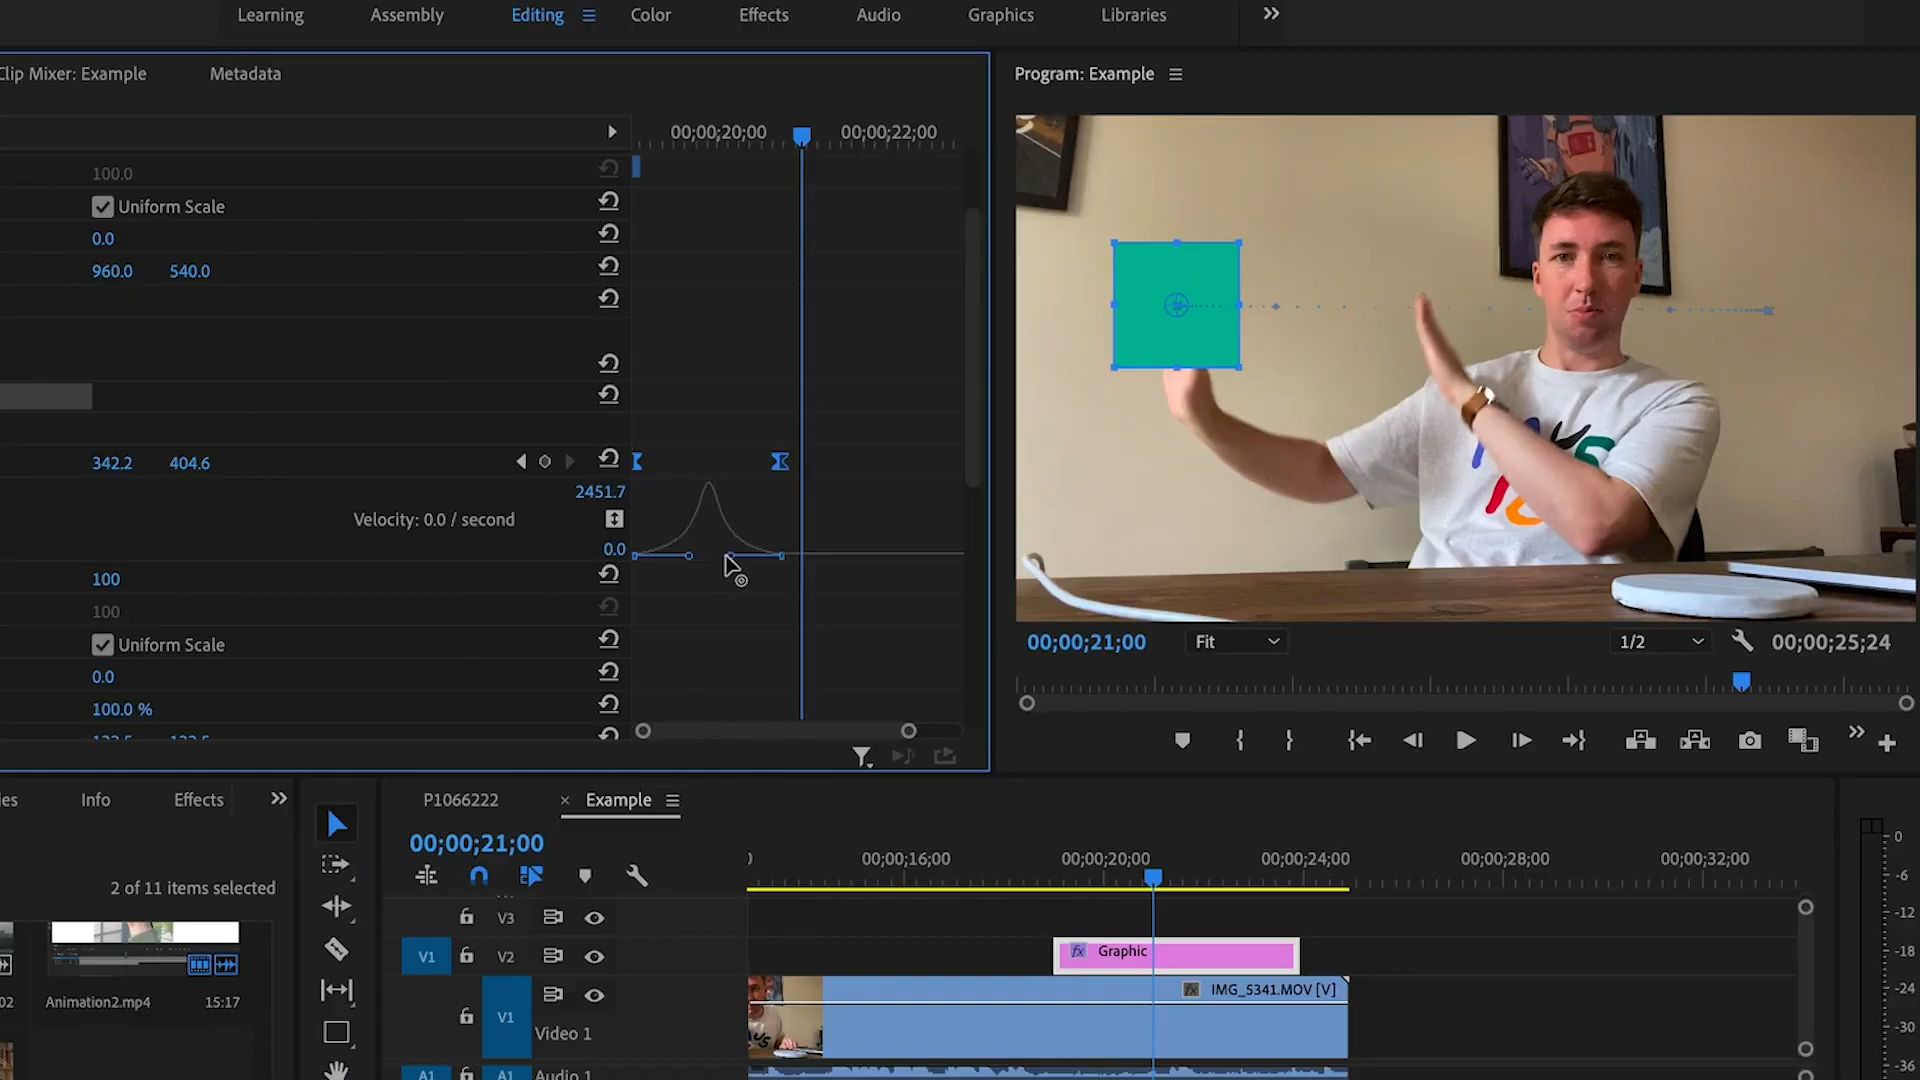 Learning Assembly Editing Color Effects Audio Graphics Libraries
Clip Mixer: Example Metadata
Program: Example
00;00;20;00 00;00;22;00
100.0
Uniform Scale
0.0
960.0 540.0
342.2 404.6
2451.7
Velocity: 0.0 / second
0.0
100
100
Uniform Scale
0.0
100.0 %
00;00;21;00 Fit 1/2 00;00;25;24
Info Effects
P1066222 × Example
00;00;21;00
00;00;16;00 00;00;20;00 00;00;24;00 00;00;28;00 00;00;32;00
2 of 11 items selected
V3
V1 V2 fx Graphic
fx IMG_5341.MOV [V]
V1 Video 1
A1 A1 Audio 1
02 Animation2.mp4 15:17
0
-6
-12
-18
-24
-30
-36